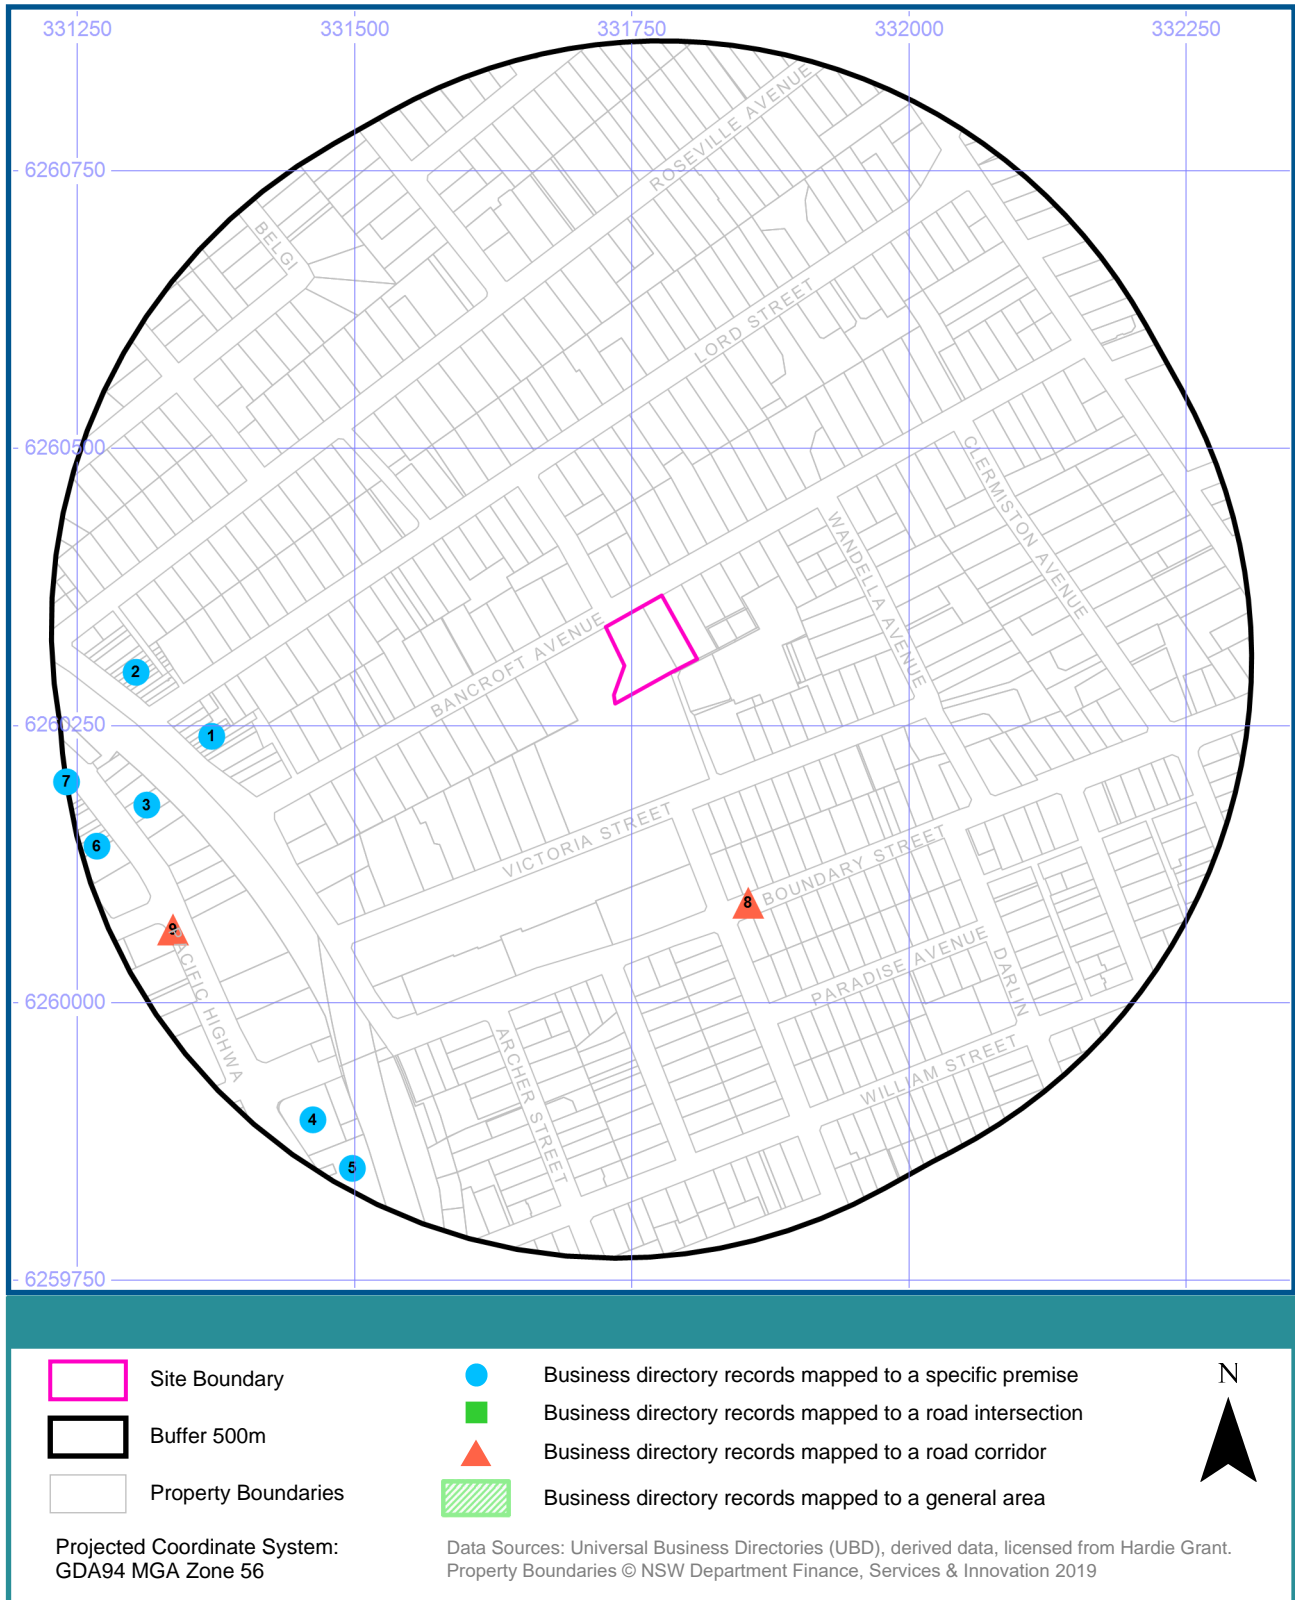 331250 331500 331750 332000 332250
6260750
6260500
6260250
6260000
6259750
ROSEVILLE AVENUE
BELGI
LORD STREET
CLERMISTON AVENUE
WANDELLA AVENUE
BANCROFT AVENUE
2
1
7
3
6
VICTORIA STREET
BOUNDARY STREET
8
9
PACIFIC HIGHWA
PARADISE AVENUE
DARLIN
ARCHER STREET
WILLIAM STREET
4
5
Site Boundary
Buffer 500m
Property Boundaries
Projected Coordinate System:
GDA94 MGA Zone 56
Business directory records mapped to a specific premise
Business directory records mapped to a road intersection
Business directory records mapped to a road corridor
Business directory records mapped to a general area
Data Sources: Universal Business Directories (UBD), derived data, licensed from Hardie Grant.
Property Boundaries © NSW Department Finance, Services & Innovation 2019
N